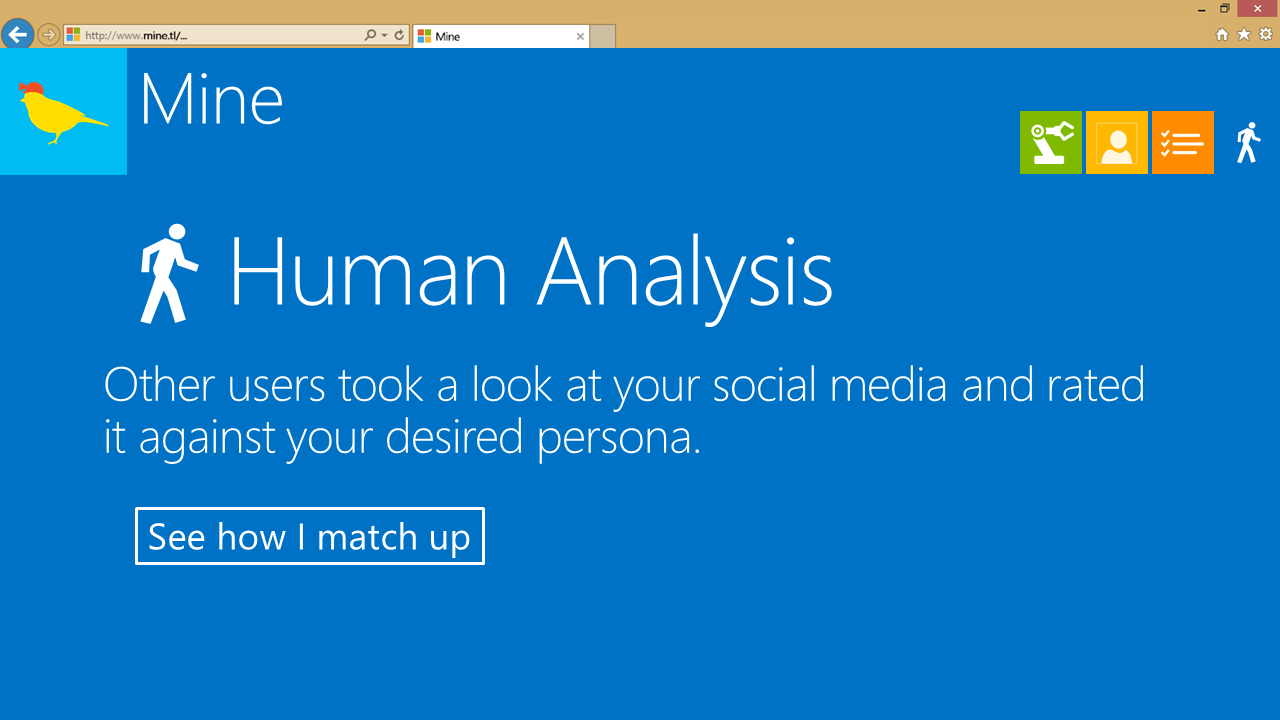 http://www.mine.tl/...
Mine
Mine
Human Analysis
Other users took a look at your social media and rated
it against your desired persona.
See how I match up